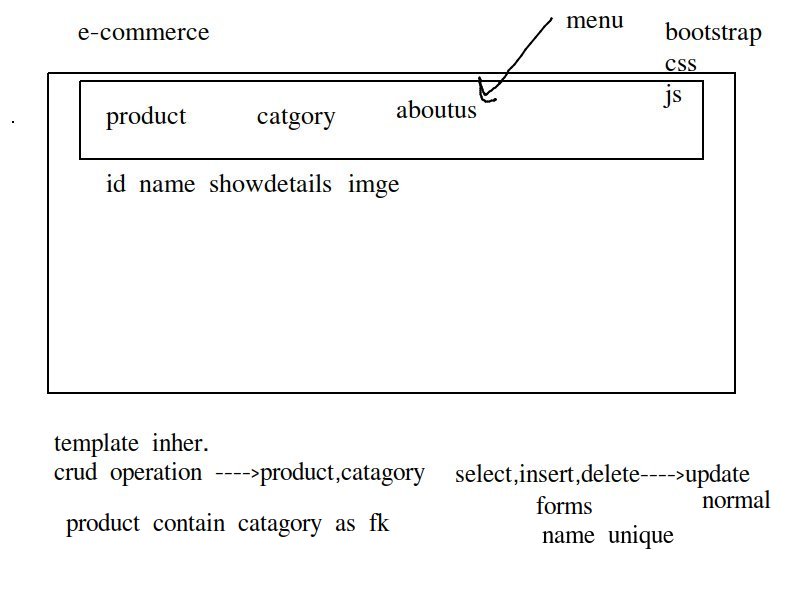 e-commerce
menu
bootstrap
css
js
product catgory aboutus
id name showdetails imge
template inher.
crud operation ---->product,catagory
select,insert,delete---->update
forms
normal
name unique
product contain catagory as fk